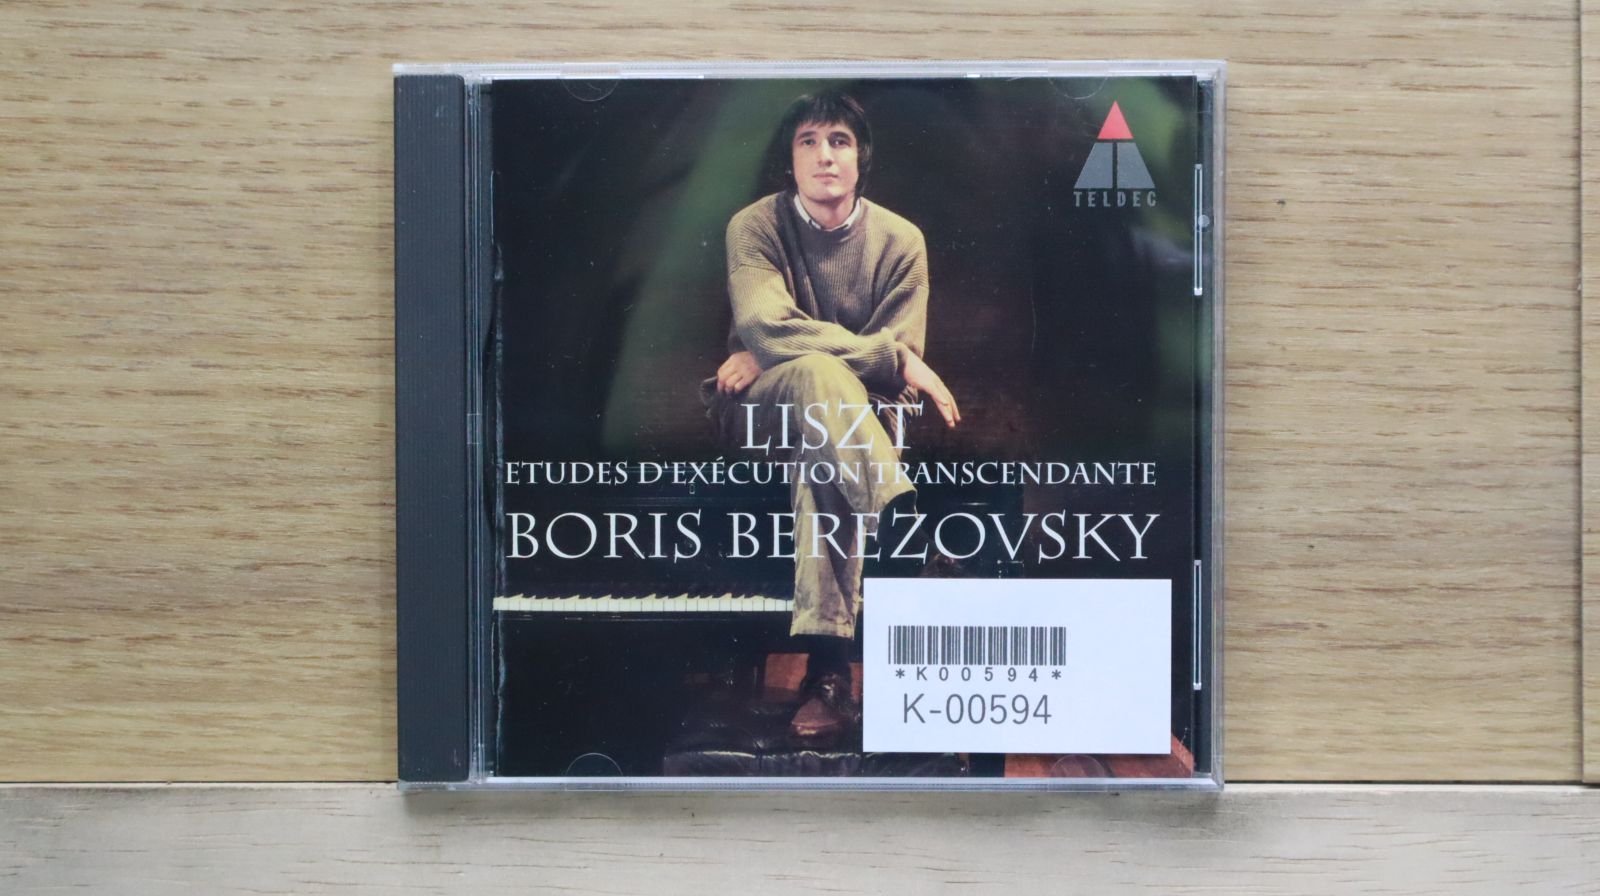 TELDEC
LISZT
ETUDES D'EXÉCUTION TRANSCENDANTE
BORIS BEREZOVSKY
*K00594*
K-00594